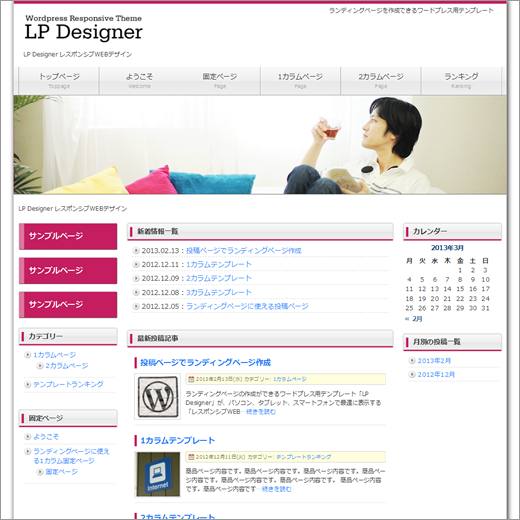 ランディングページを作成できるワードプレス用テンプレート
Wordpress Responsive Theme
LP Designer
LP Designer レスポンシブWEBデザイン
トップページ ようこそ 固定ページ 1カラムページ 2カラムページ ランキング
Toppage Welcome Page Page Page Ranking
LP Designer レスポンシブWEBデザイン
サンプルページ
サンプルページ
サンプルページ
カテゴリー
1カラムページ
2カラムページ
テンプレートランキング
固定ページ
ようこそ
ランディングページに使え
る1カラム固定ページ
固定ページ
新着情報一覧
2013.02.13：投稿ページでランディングページ作成
2012.12.11：1カラムテンプレート
2012.12.09：2カラムテンプレート
2012.12.08：3カラムテンプレート
2012.12.05：ランディングページに使える投稿ページ
最新投稿記事
投稿ページでランディングページ作成
2013年2月13日(水) カテゴリー: 1カラムページ
ランディングページの作成ができるワードプレス用テンプレート「LP
Designer」が、パソコン、タブレット、スマートフォンで最適に表示する
「レスポンシブWEB…続きを読む
1カラムテンプレート
2012年12月11日(火) カテゴリー: テンプレートランキング
Internet
商品ページ内容です。商品ページ内容です。商品ページ内容です。商品ペー
ジ内容です。商品ページ内容です。商品ページ内容です。商品ページ内容で
す。商品ページ内容です…続きを読む
2カラムテンプレート
カレンダー
2013年3月
月 火 水 木 金 土 日
1 2 3
4 5 6 7 8 9 10
11 12 13 14 15 16 17
18 19 20 21 22 23 24
25 26 27 28 29 30 31
« 2月
月別の投稿一覧
2013年2月
2012年12月